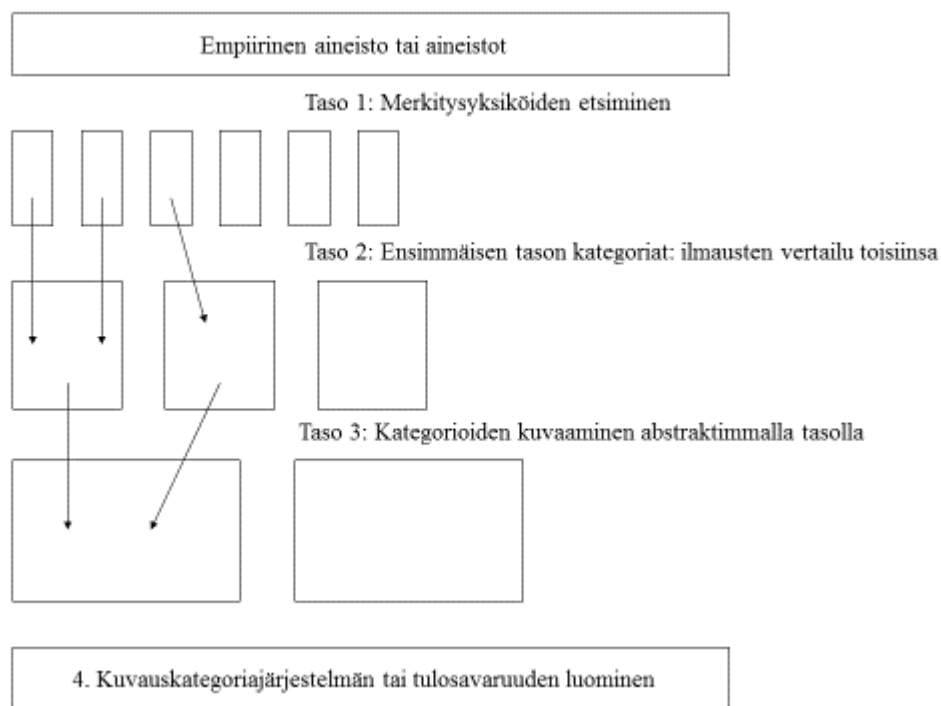 Empiirinen aineisto tai aineistot
Taso 1: Merkitysyksiköiden etsiminen
Taso 2: Ensimmäisen tason kategoriat: ilmausten vertailu toisiinsa
Taso 3: Kategorioiden kuvaaminen abstraktimmalla tasolla
4. Kuvauskategoriajärjestelmän tai tulosavaruuden luominen